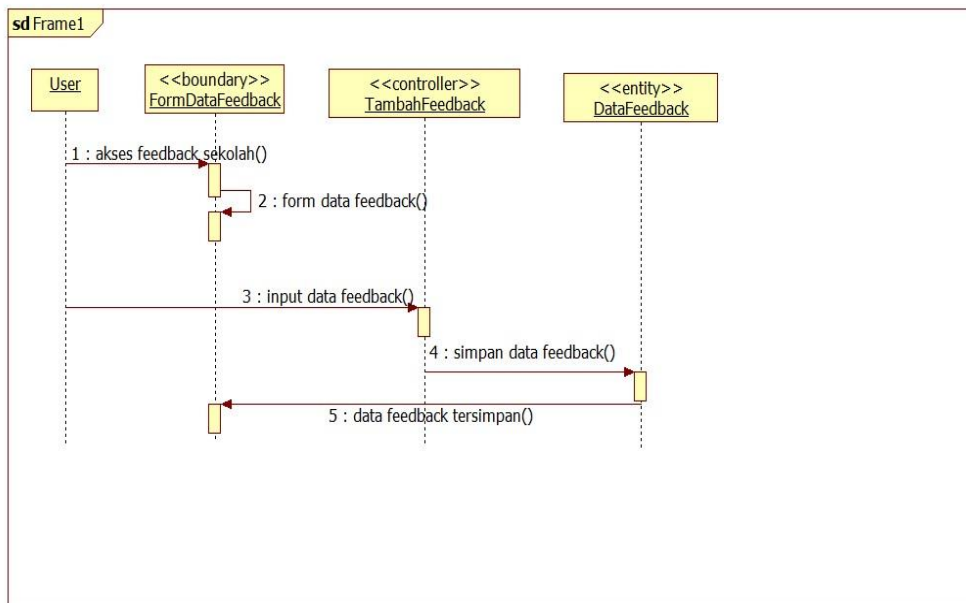 sd Frame1
User
<<boundary>>
FormDataFeedback
<<controller>>
TambahFeedback
<<entity>>
DataFeedback
1 : akses feedback sekolah()
2 : form data feedback()
3 : input data feedback()
4 : simpan data feedback()
5 : data feedback tersimpan()